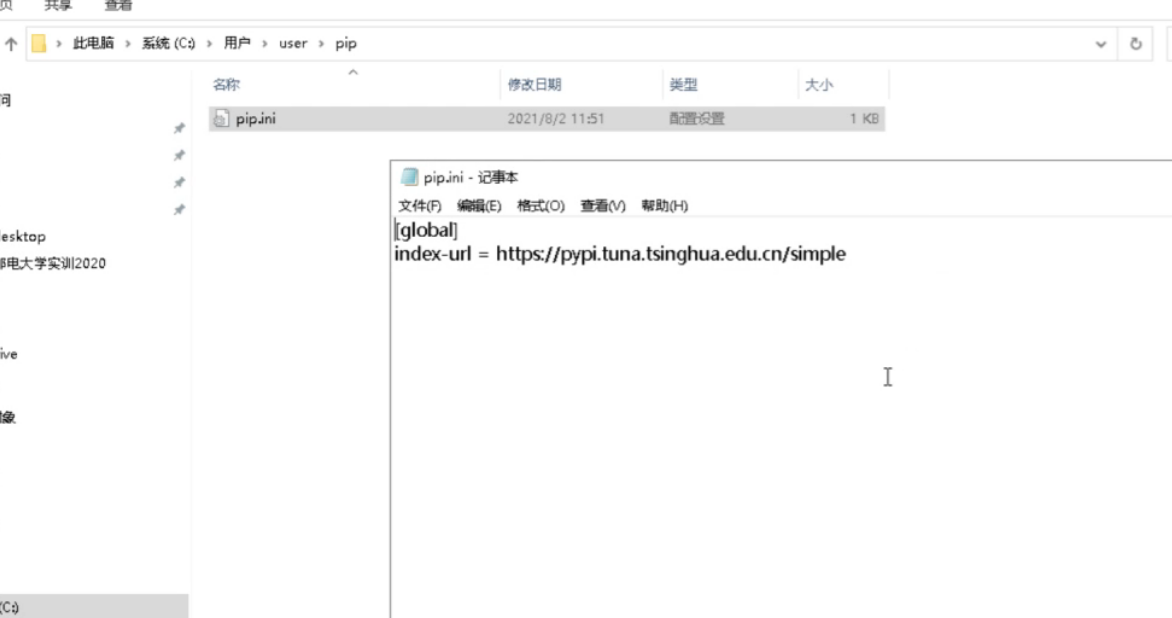 页 共享 查看
此电脑 › 系统 (C:) › 用户 › user › pip
名称 修改日期 类型 大小
问
pip.ini 2021/8/2 11:51 配置设置 1 KB
pip.ini - 记事本
文件(F) 编辑(E) 格式(O) 查看(V) 帮助(H)
[global]
esktop
index-url = https://pypi.tuna.tsinghua.edu.cn/simple
邮电大学实训2020
ive
象
(C:)